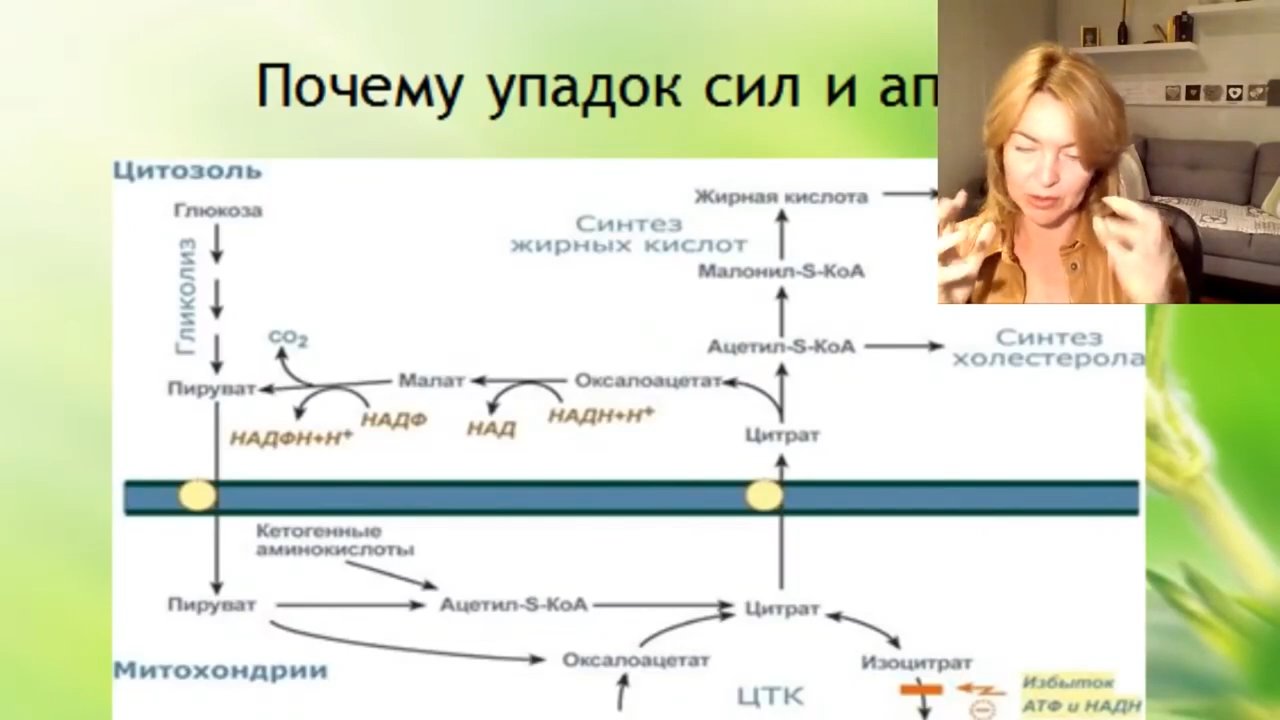 Почему упадок сил и ап
Цитозоль
Глюкоза
Гликолиз
Жирная кислота
Синтез
жирных кислот
Малонил-S-КоА
Ацетил-S-КоА
Синтез
холестерола
CO₂
Пируват
Малат
Оксалоацетат
НАДФН+Н⁺
НАДФ
НАД
НАДН+Н⁺
Цитрат
Кетогенные
аминокислоты
Пируват
Ацетил-S-КоА
Цитрат
Митохондрии
Оксалоацетат
ЦТК
Изоцитрат
Избыток
АТФ и НАДН